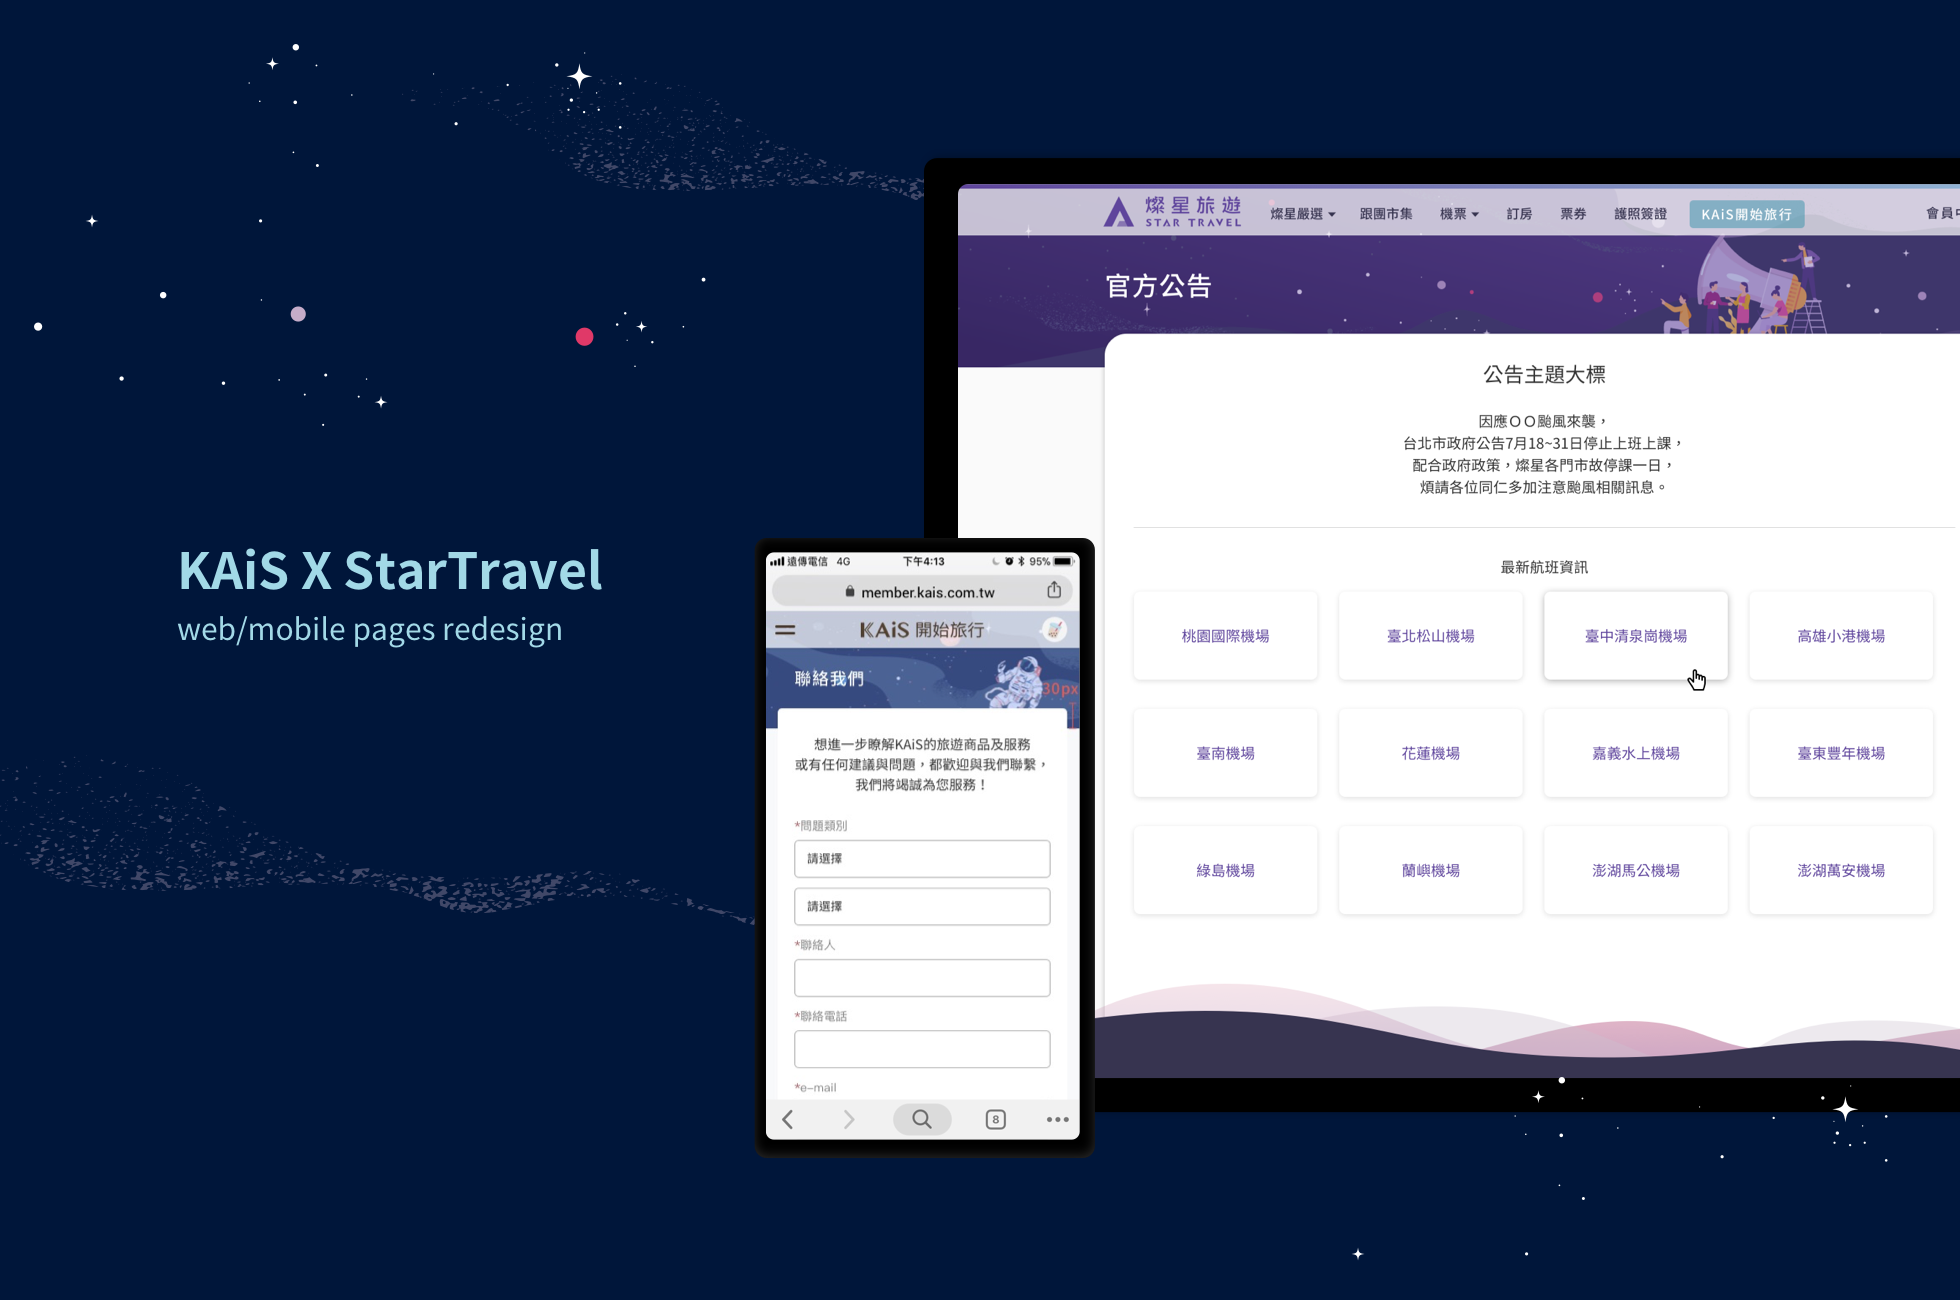 KAiS X StarTravel
web/mobile pages redesign
燦星旅遊
STAR TRAVEL
燦星嚴選
跟團市集
機票
訂房
票券
護照簽證
KAiS開始旅行
會員
官方公告
公告主題大標
因應ＯＯ颱風來襲，
台北市政府公告7月18~31日停止上班上課，
配合政府政策，燦星各門市故停課一日，
煩請各位同仁多加注意颱風相關訊息。
最新航班資訊
桃園國際機場
臺北松山機場
臺中清泉崗機場
高雄小港機場
臺南機場
花蓮機場
嘉義水上機場
臺東豐年機場
綠島機場
蘭嶼機場
澎湖馬公機場
澎湖萬安機場
遠傳電信 4G
下午4:13
95%
member.kais.com.tw
KAiS 開始旅行
聯絡我們
30px
想進一步瞭解KAiS的旅遊商品及服務
或有任何建議與問題，都歡迎與我們聯繫，
我們將竭誠為您服務！
*問題類別
請選擇
請選擇
*聯絡人
*聯絡電話
*e-mail
8